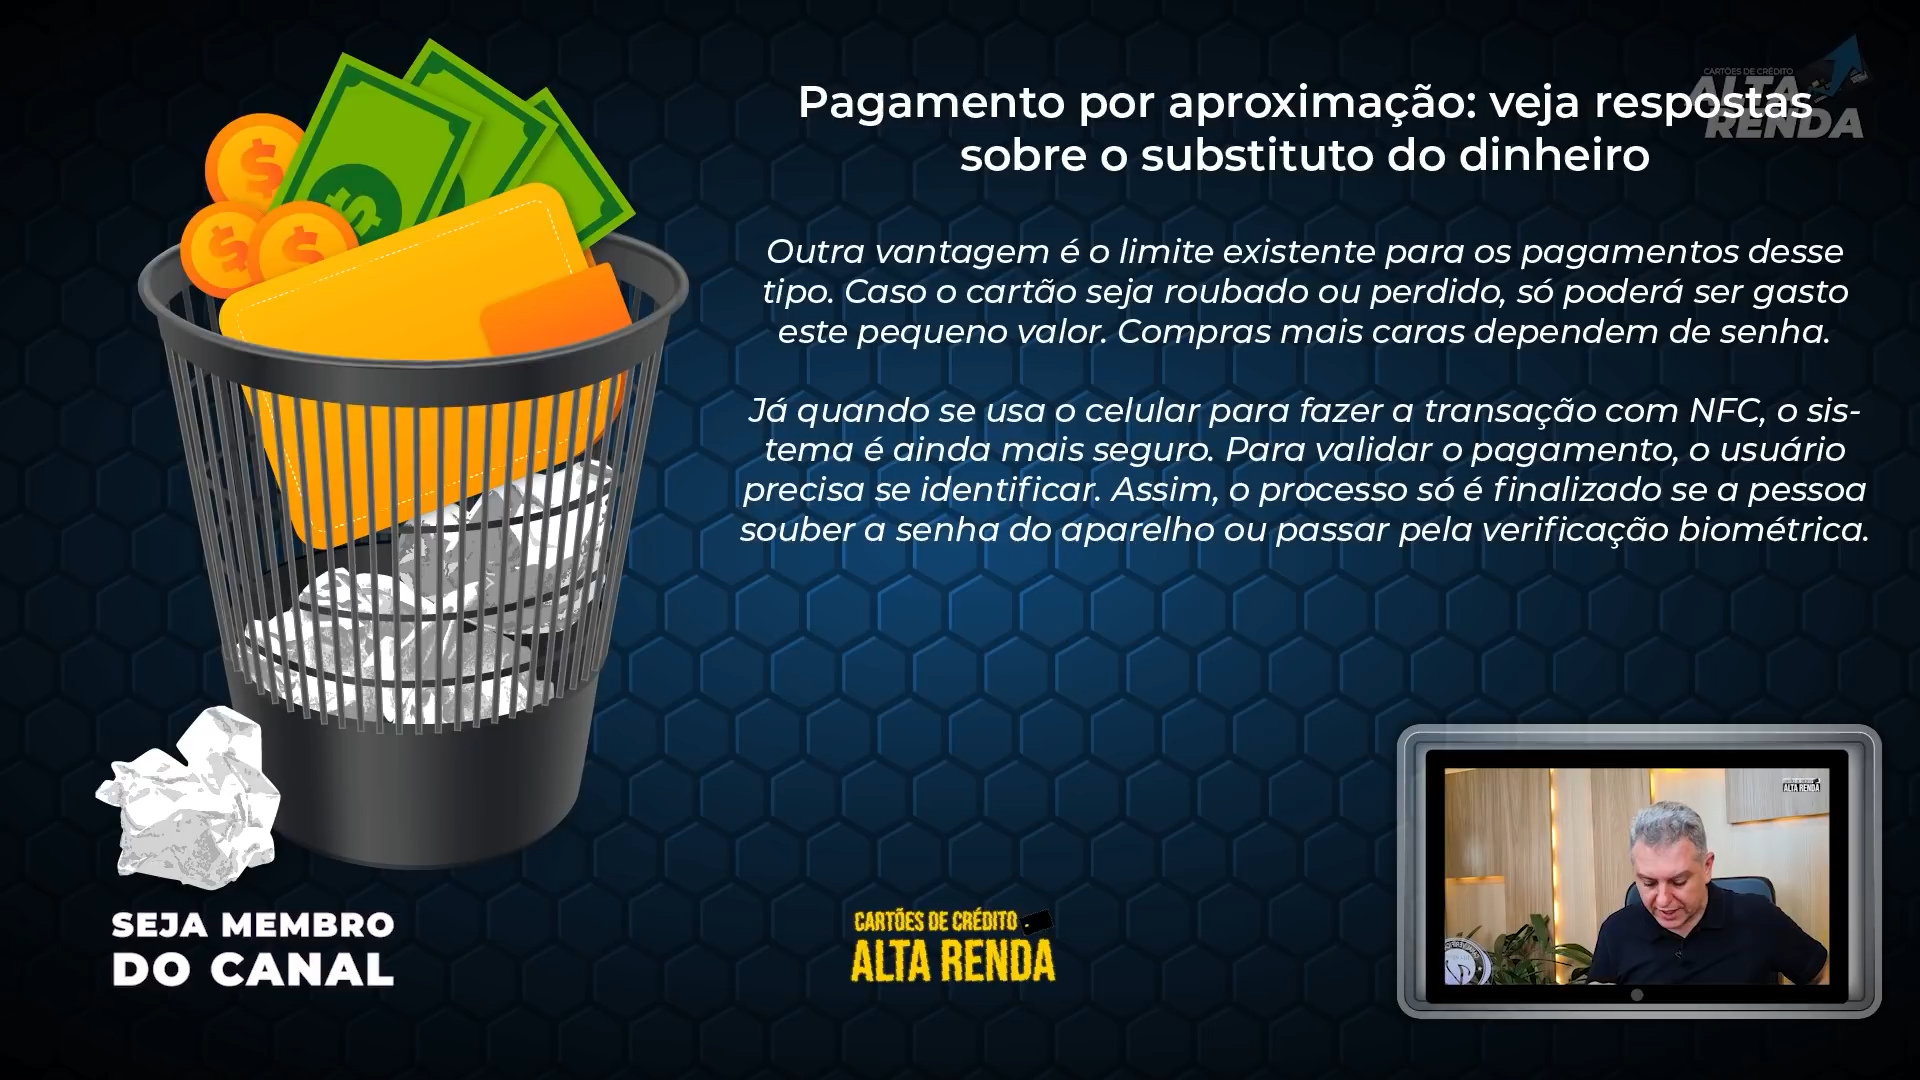 CARTÕES DE CRÉDITO
ALTA
RENDA
Pagamento por aproximação: veja respostas
sobre o substituto do dinheiro
Outra vantagem é o limite existente para os pagamentos desse
tipo. Caso o cartão seja roubado ou perdido, só poderá ser gasto
este pequeno valor. Compras mais caras dependem de senha.
Já quando se usa o celular para fazer a transação com NFC, o sis-
tema é ainda mais seguro. Para validar o pagamento, o usuário
precisa se identificar. Assim, o processo só é finalizado se a pessoa
souber a senha do aparelho ou passar pela verificação biométrica.
SEJA MEMBRO
DO CANAL
CARTÕES DE CRÉDITO
ALTA RENDA
ALTA RENDA